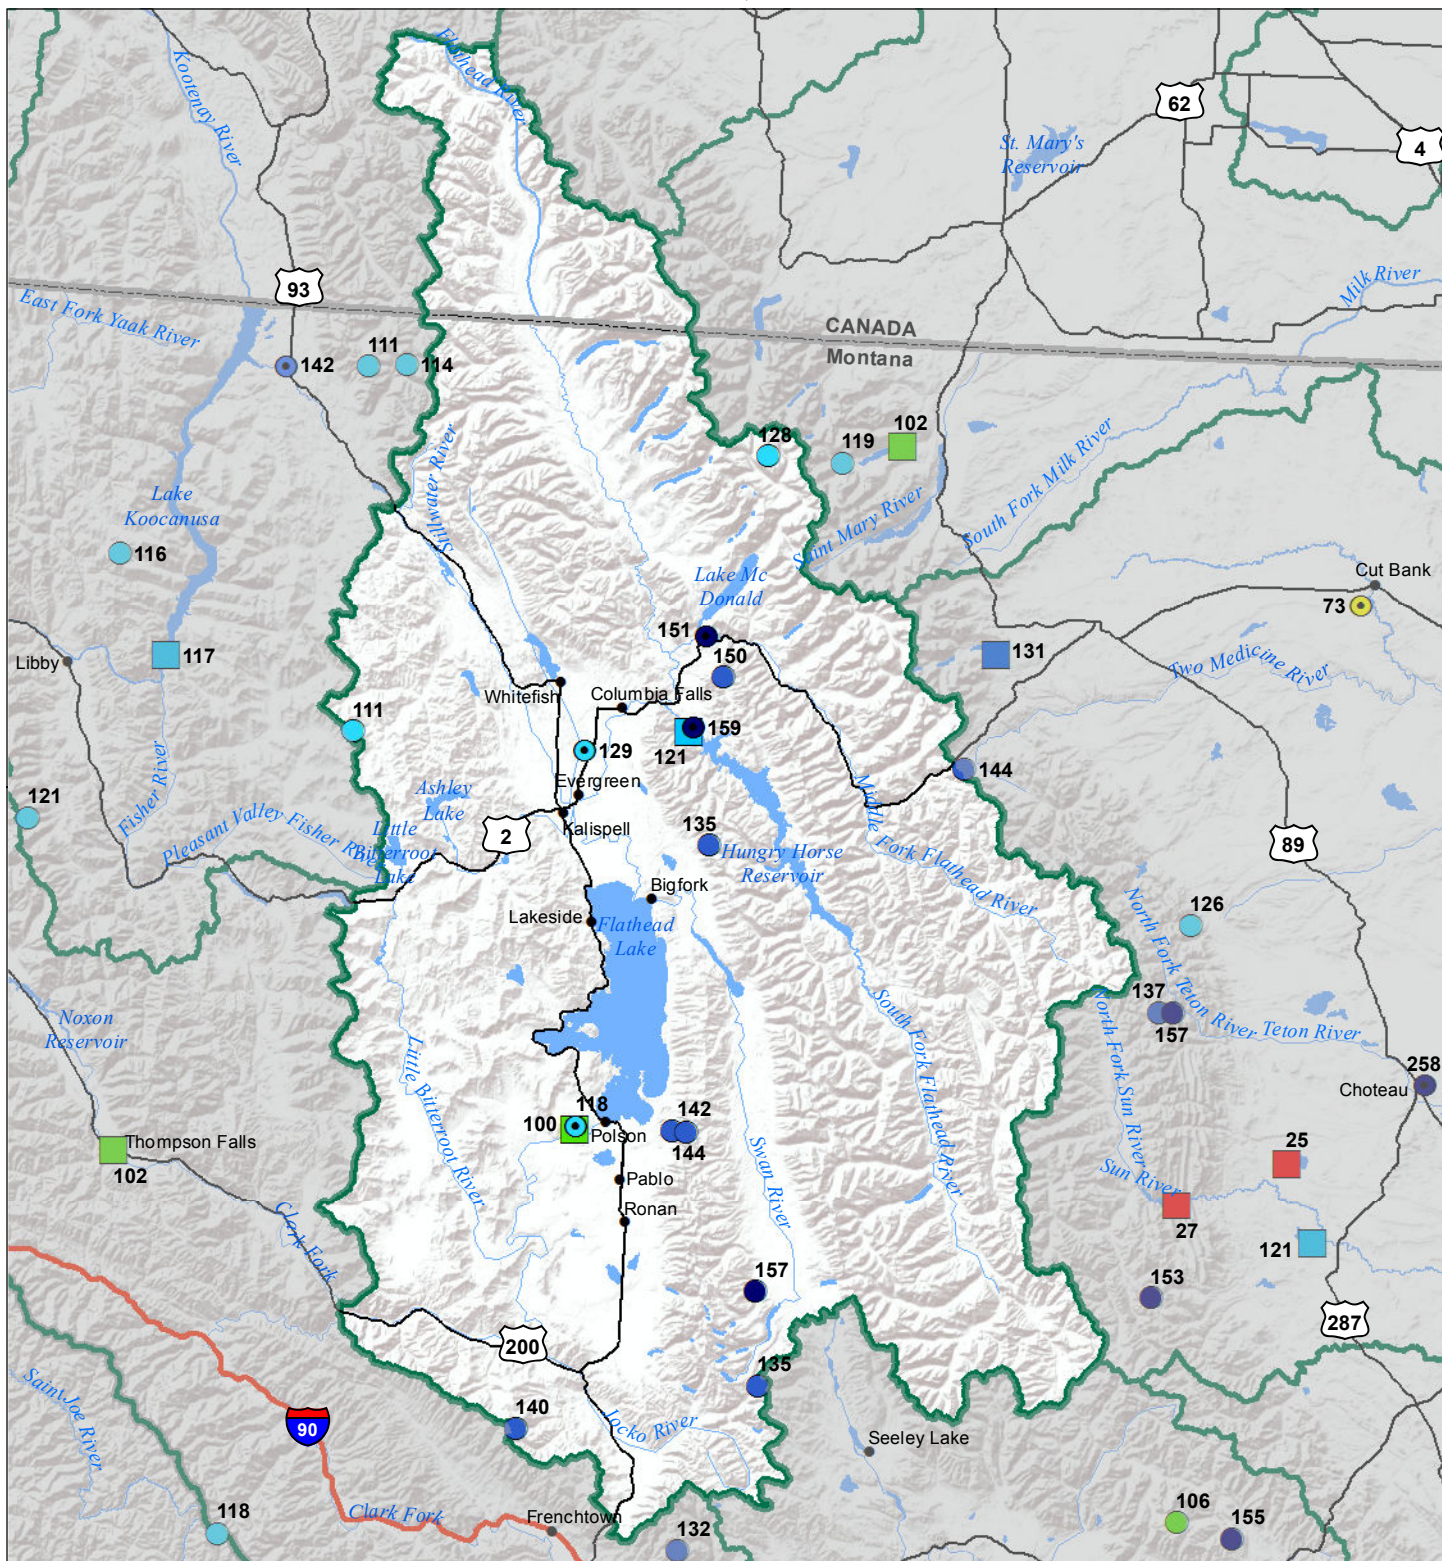 Flathead River
Kootenay River
62
4
St. Mary's
Reservoir
Milk River
93
East Fork Yaak River
CANADA
Montana
142
111
114
128
119
102
Stillwater River
South Fork Milk River
Saint Mary River
Lake
Koocanusa
116
Lake Mc
Donald
Cut Bank
73
151
150
131
Libby
117
Two Medicine River
Whitefish
Columbia Falls
111
159
121
129
144
Evergreen
Ashley
Lake
121
Fisher River
Pleasant Valley Fisher River
Little
Bitterroot
Lake
2
Kalispell
135
Hungry Horse
Reservoir
Middle Fork Flathead River
89
Bigfork
Lakeside
Flathead
Lake
126
North Fork Teton River
137
157
Teton River
North Fork Sun River
Noxon
Reservoir
South Fork Flathead River
Little Bitterroot River
258
Choteau
118
100
Polson
142
144
Thompson Falls
102
Swan River
Pablo
Ronan
25
Sun River
27
121
Clark Fork
157
153
287
200
135
Saint Joe River
140
Jocko River
90
Seeley Lake
Clark Fork
118
Frenchtown
132
106
155